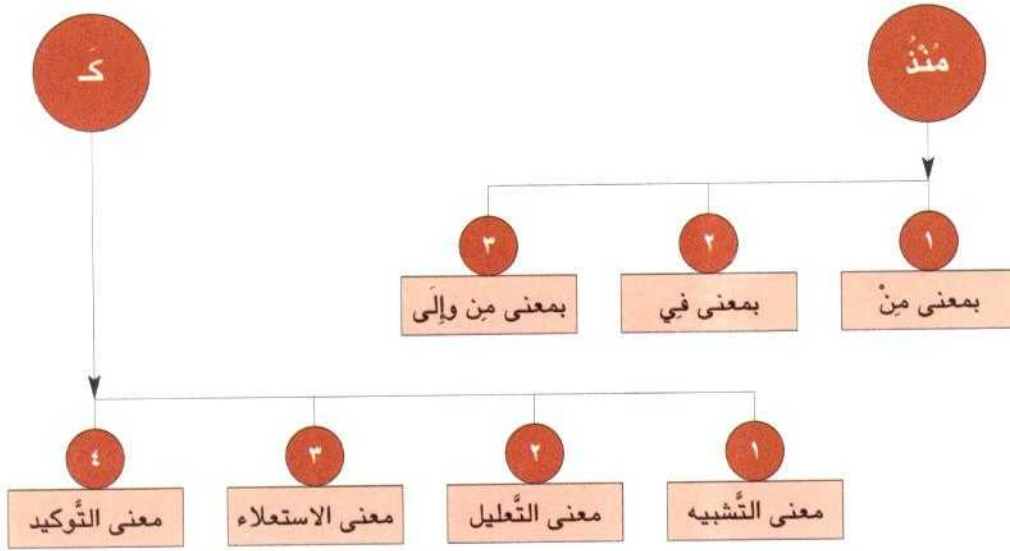 مُنْذُ
كَـ
١
٢
٣
بمعنى مِنْ
بمعنى فِي
بمعنى مِن وإِلَى
١
٢
٣
٤
معنى التَّشبيه
معنى التَّعليل
معنى الاستعلاء
معنى التَّوكيد